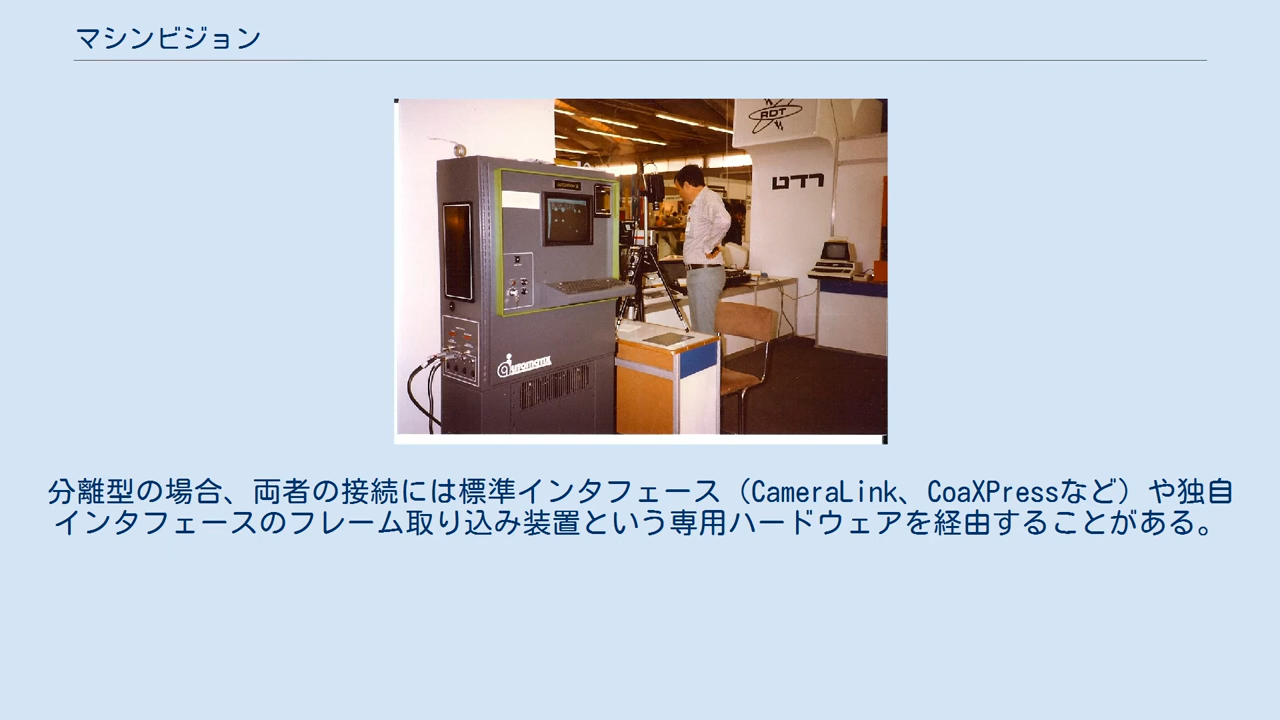 マシンビジョン
RDT
רדט
automatix
分離型の場合、両者の接続には標準インタフェース（CameraLink、CoaXPressなど）や独自
インタフェースのフレーム取り込み装置という専用ハードウェアを経由することがある。